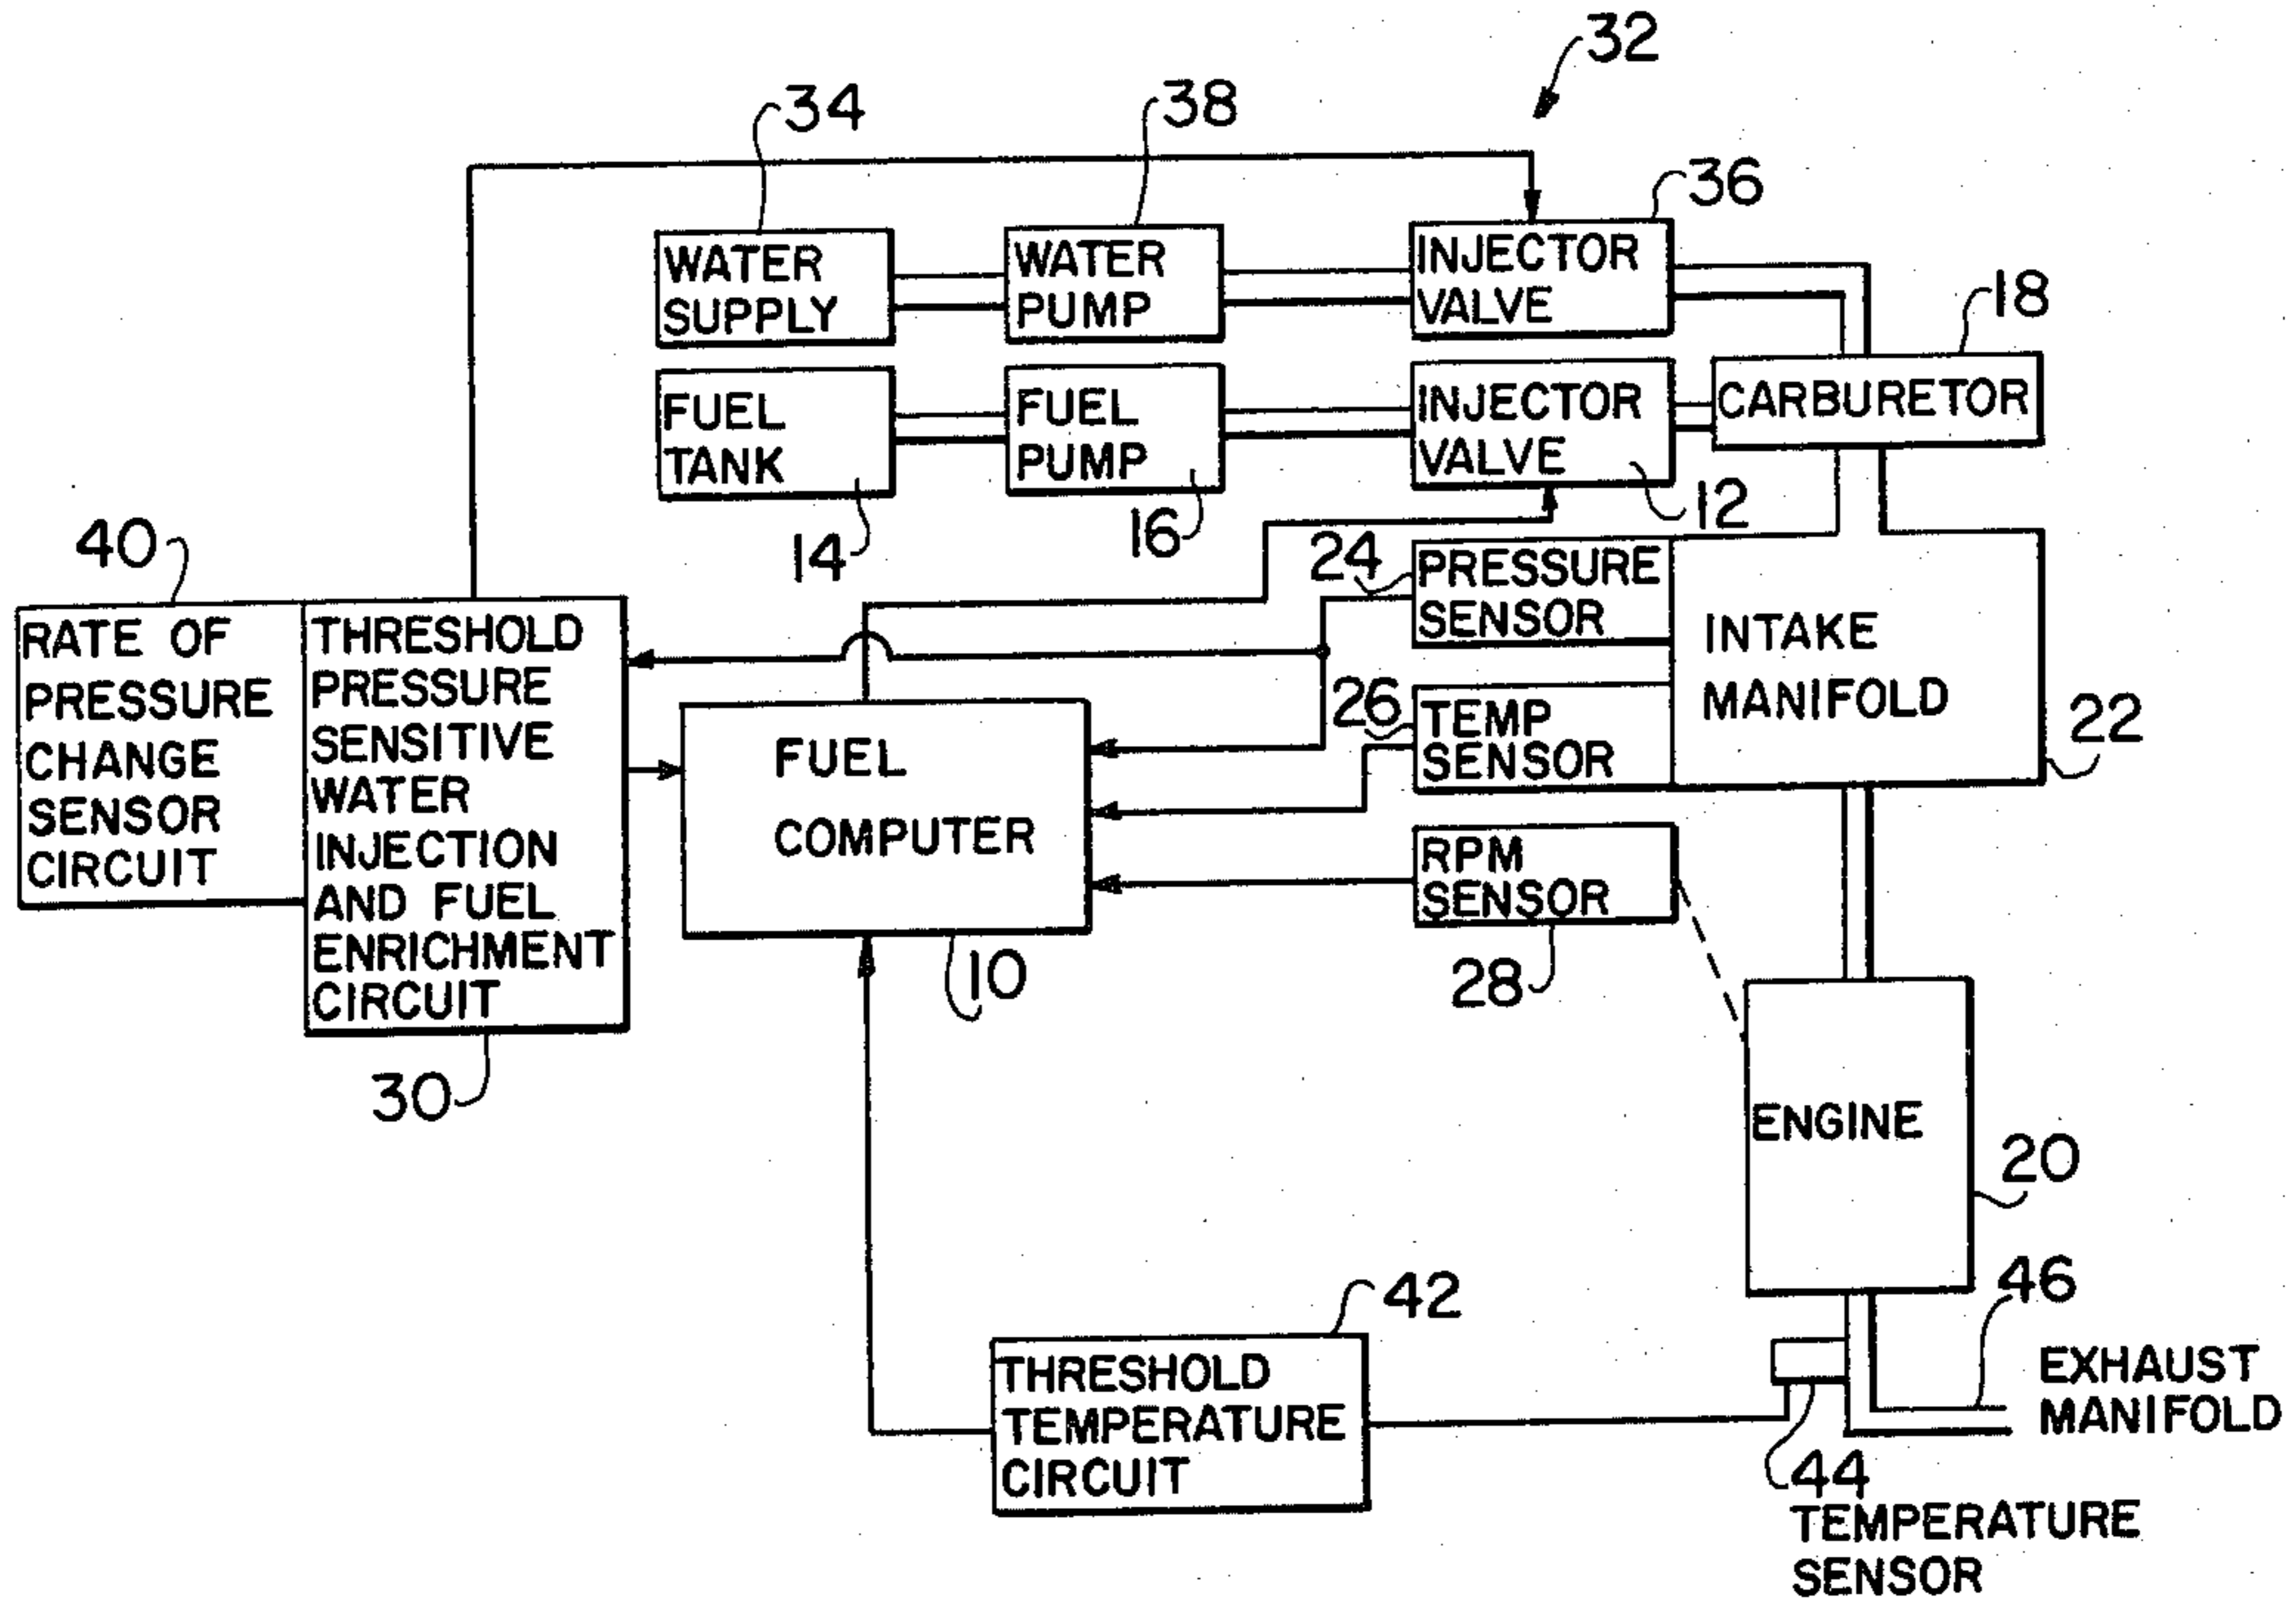 32
34
38
36
WATER
SUPPLY
WATER
PUMP
INJECTOR
VALVE
18
FUEL
TANK
FUEL
PUMP
INJECTOR
VALVE
CARBURETOR
14
16
12
40
24
PRESSURE
SENSOR
INTAKE
MANIFOLD
22
RATE OF
PRESSURE
CHANGE
SENSOR
CIRCUIT
THRESHOLD
PRESSURE
SENSITIVE
WATER
INJECTION
AND FUEL
ENRICHMENT
CIRCUIT
30
FUEL
COMPUTER
10
26
TEMP
SENSOR
RPM
SENSOR
28
ENGINE
20
42
THRESHOLD
TEMPERATURE
CIRCUIT
46
EXHAUST
MANIFOLD
44
TEMPERATURE
SENSOR